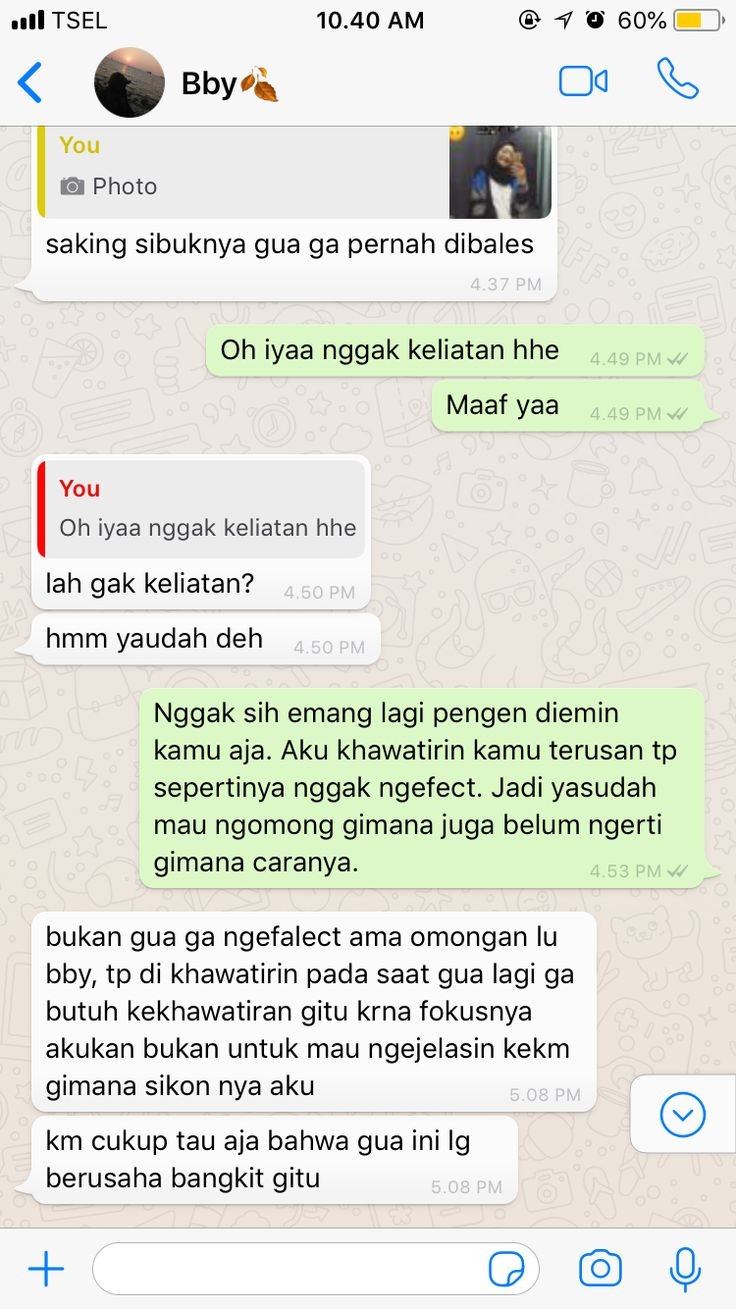 TSEL 10.40 AM 60%
Bby
You
Photo
saking sibuknya gua ga pernah dibales
4.37 PM
Oh iyaa nggak keliatan hhe 4.49 PM
Maaf yaa 4.49 PM
You
Oh iyaa nggak keliatan hhe
lah gak keliatan? 4.50 PM
hmm yaudah deh 4.50 PM
Nggak sih emang lagi pengen diemin
kamu aja. Aku khawatirin kamu terusan tp
sepertinya nggak ngefect. Jadi yasudah
mau ngomong gimana juga belum ngerti
gimana caranya. 4.53 PM
bukan gua ga ngefalect ama omongan lu
bby, tp di khawatirin pada saat gua lagi ga
butuh kekhawatiran gitu krna fokusnya
akukan bukan untuk mau ngejelasin kekm
gimana sikon nya aku 5.08 PM
km cukup tau aja bahwa gua ini lg
berusaha bangkit gitu 5.08 PM